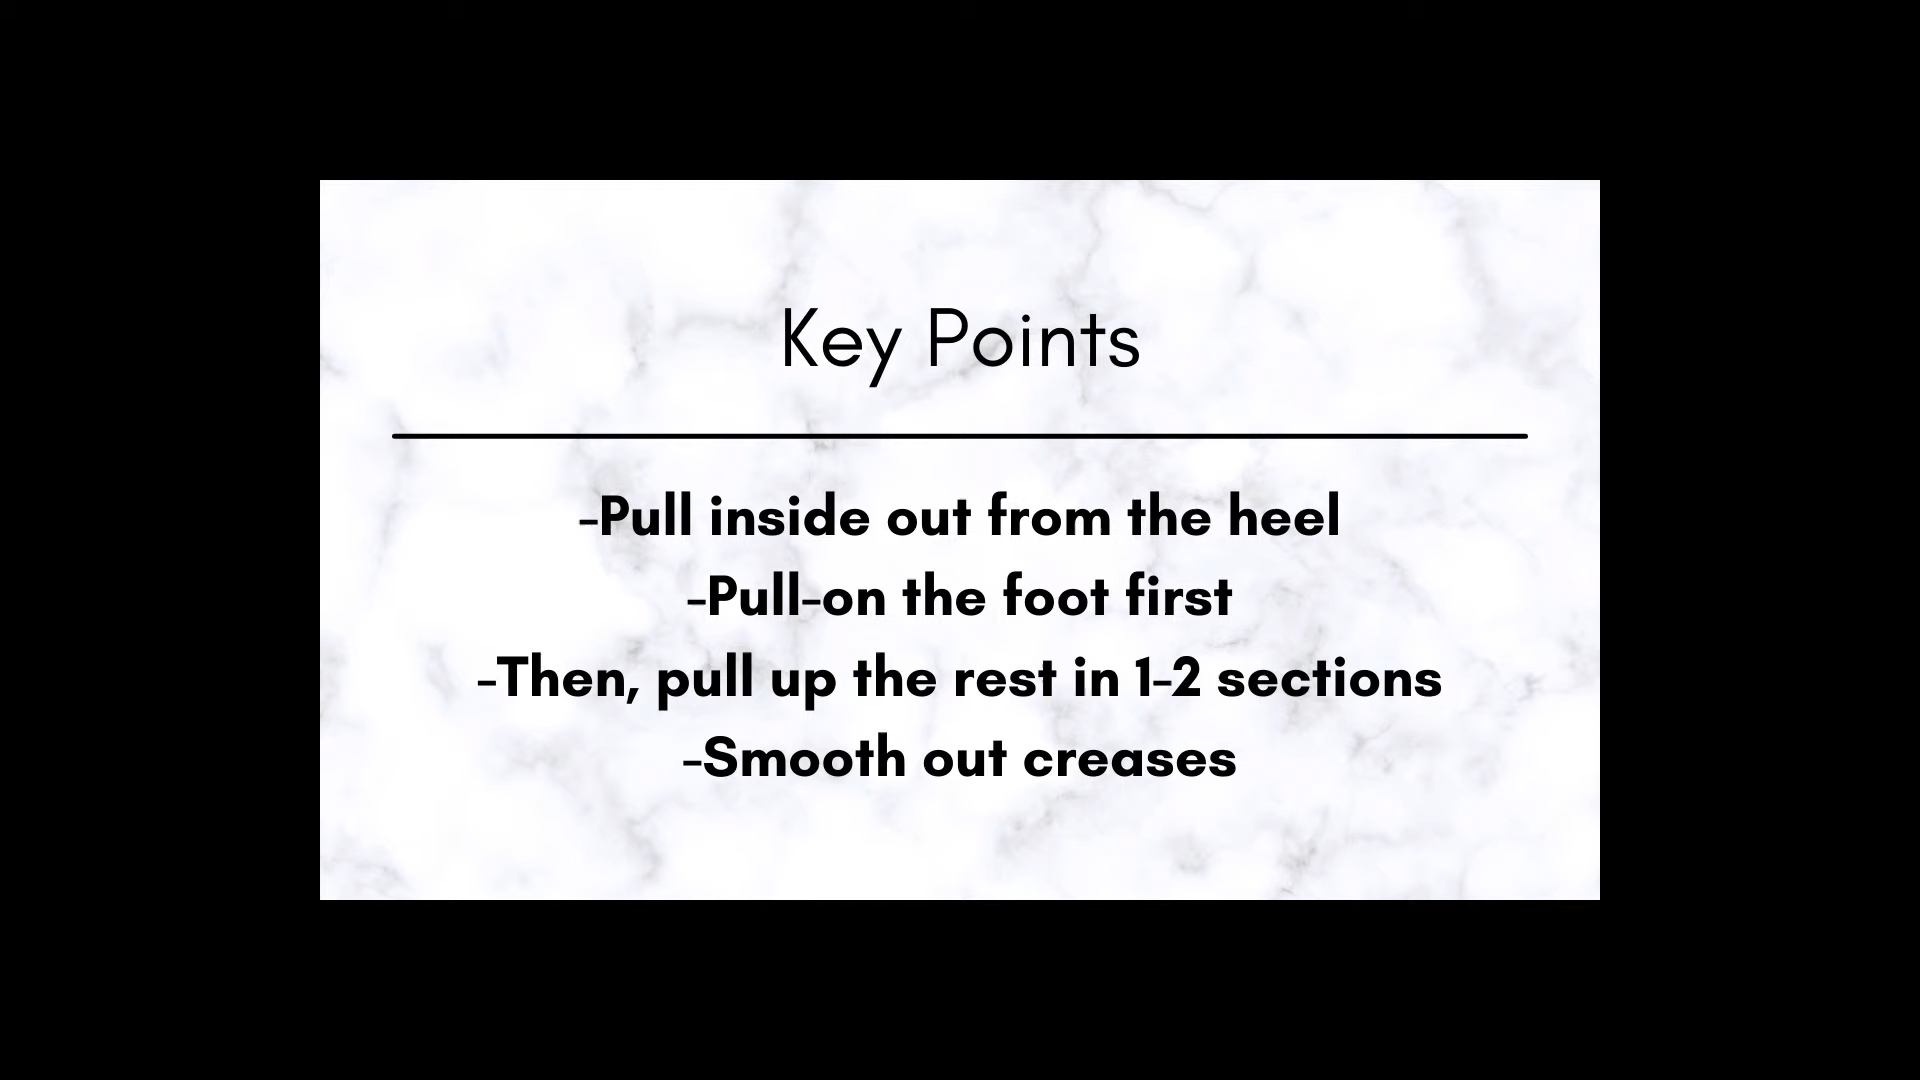 Key Points
-Pull inside out from the heel
-Pull-on the foot first
-Then, pull up the rest in 1-2 sections
-Smooth out creases